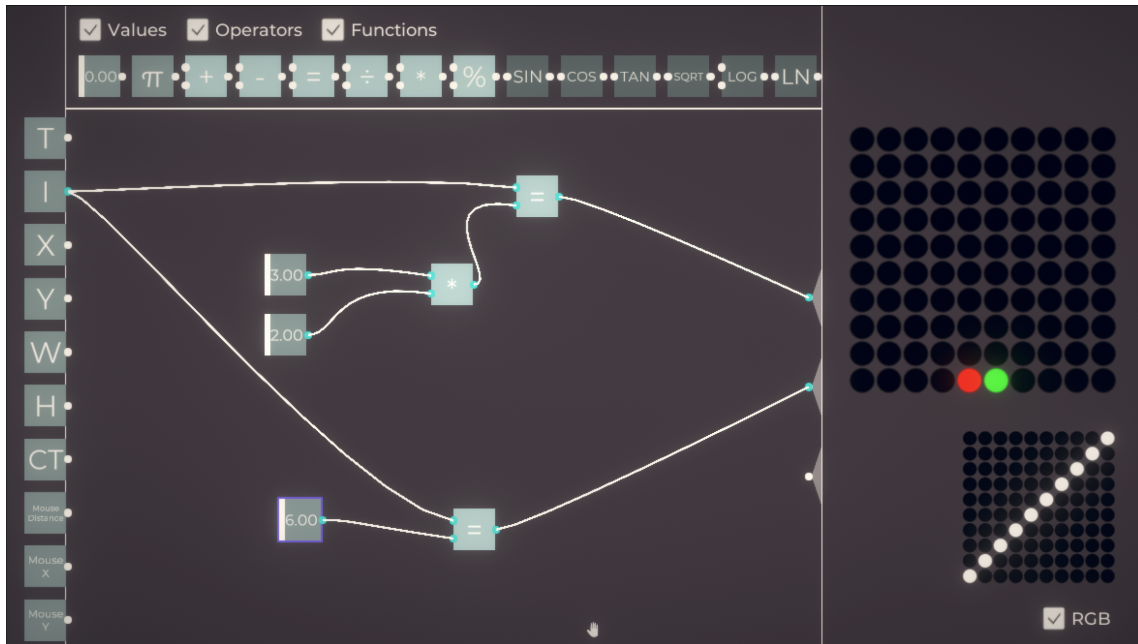 Values Operators Functions
0.00 π + - = ÷ * % SIN COS TAN SQRT LOG LN
T
I
X
Y
W
H
CT
Mouse
Distance
Mouse
X
Mouse
Y
=
3.00
*
2.00
6.00
=
RGB